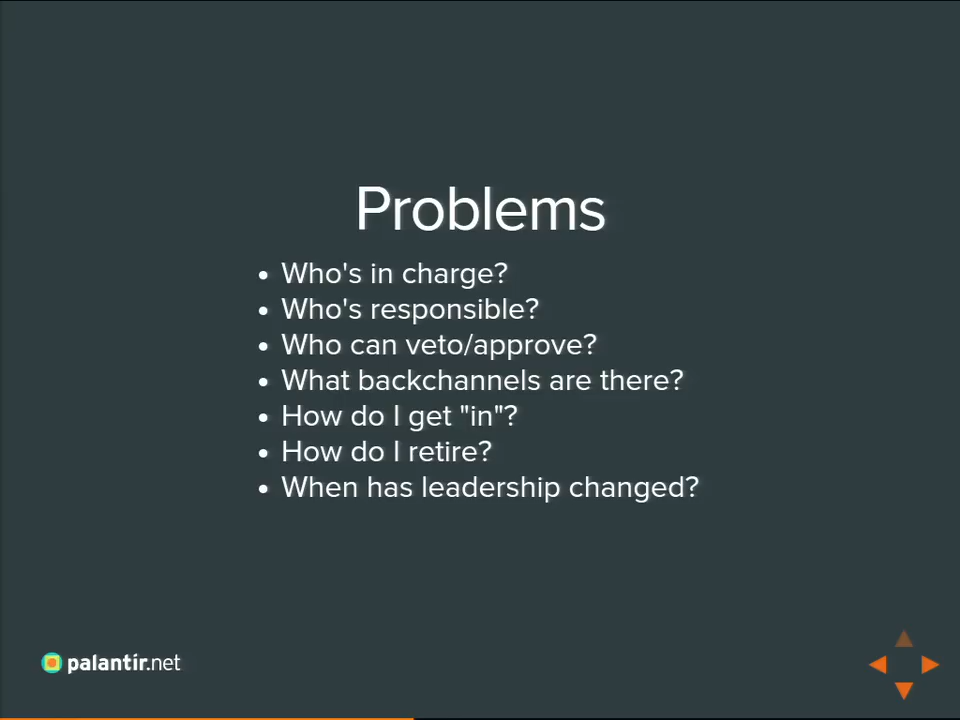 Problems
• Who's in charge?
• Who's responsible?
• Who can veto/approve?
• What backchannels are there?
• How do I get "in"?
• How do I retire?
• When has leadership changed?
palantir.net